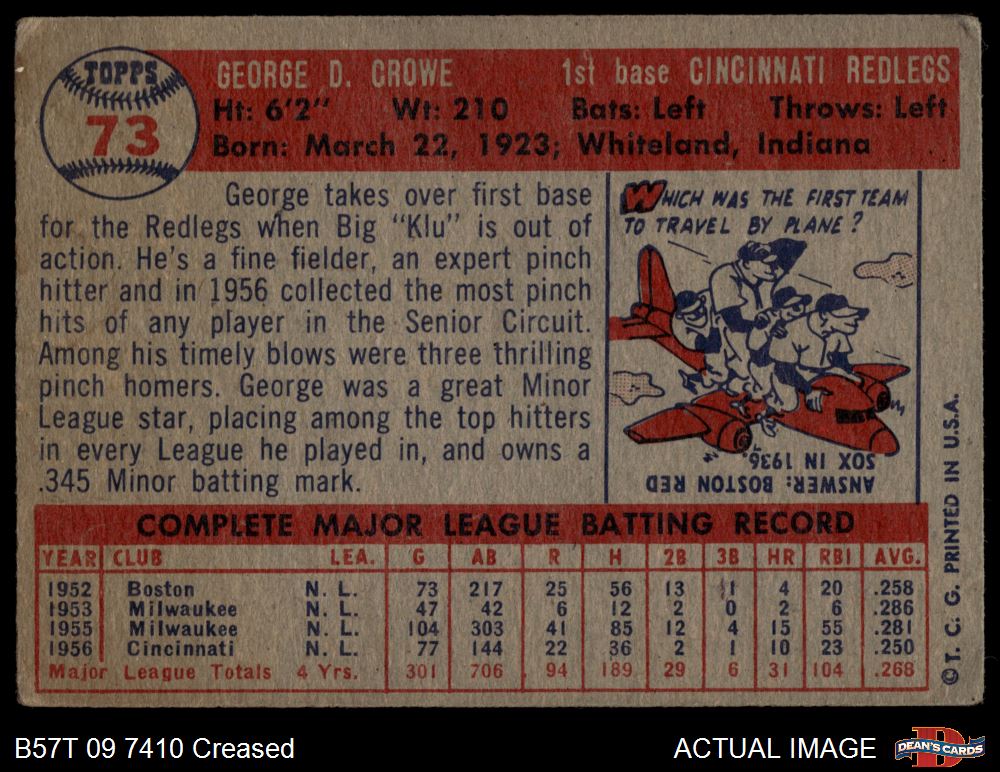 TOPPS
73
GEORGE D. CROWE 1st base CINCINNATI REDLEGS
Ht: 6'2" Wt: 210 Bats: Left Throws: Left
Born: March 22, 1923; Whiteland, Indiana
George takes over first base
for the Redlegs when Big "Klu" is out of
action. He's a fine fielder, an expert pinch
hitter and in 1956 collected the most pinch
hits of any player in the Senior Circuit.
Among his timely blows were three thrilling
pinch homers. George was a great Minor
League star, placing among the top hitters
in every League he played in, and owns a
.345 Minor batting mark.
WHICH WAS THE FIRST TEAM
TO TRAVEL BY PLANE?
ANSWER: BOSTON RED
SOX IN 1936.
COMPLETE MAJOR LEAGUE BATTING RECORD
YEAR CLUB LEA. G AB R H 2B 3B HR RBI AVG.
1952 Boston N. L. 73 217 25 56 13 1 4 20 .258
1953 Milwaukee N. L. 47 42 6 12 2 0 2 6 .286
1955 Milwaukee N. L. 104 303 41 85 12 4 15 55 .281
1956 Cincinnati N. L. 77 144 22 36 2 1 10 23 .250
Major League Totals 4 Yrs. 301 706 94 189 29 6 31 104 .268
©T. C. G. PRINTED IN U.S.A.
B57T 09 7410 Creased
ACTUAL IMAGE
DEAN'S CARDS